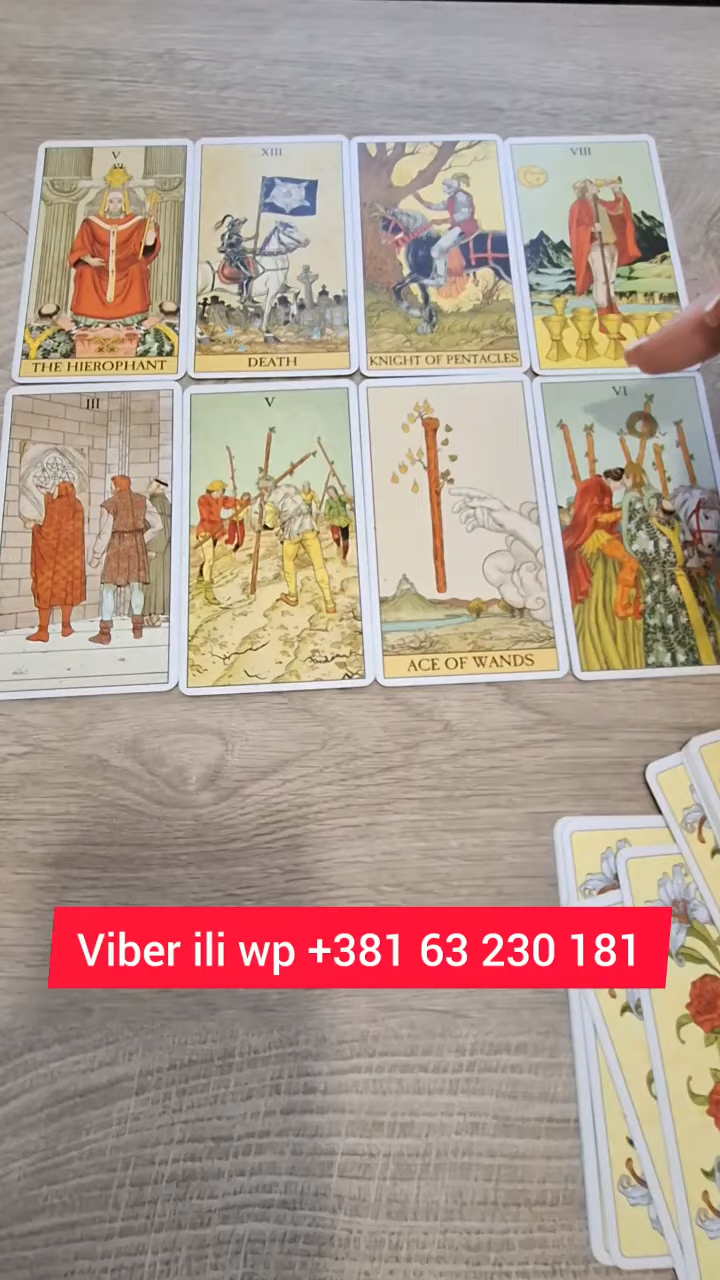 V
XIII
VIII
THE HIEROPHANT
DEATH
KNIGHT OF PENTACLES
III
V
VI
ACE OF WANDS
Viber ili wp +381 63 230 181